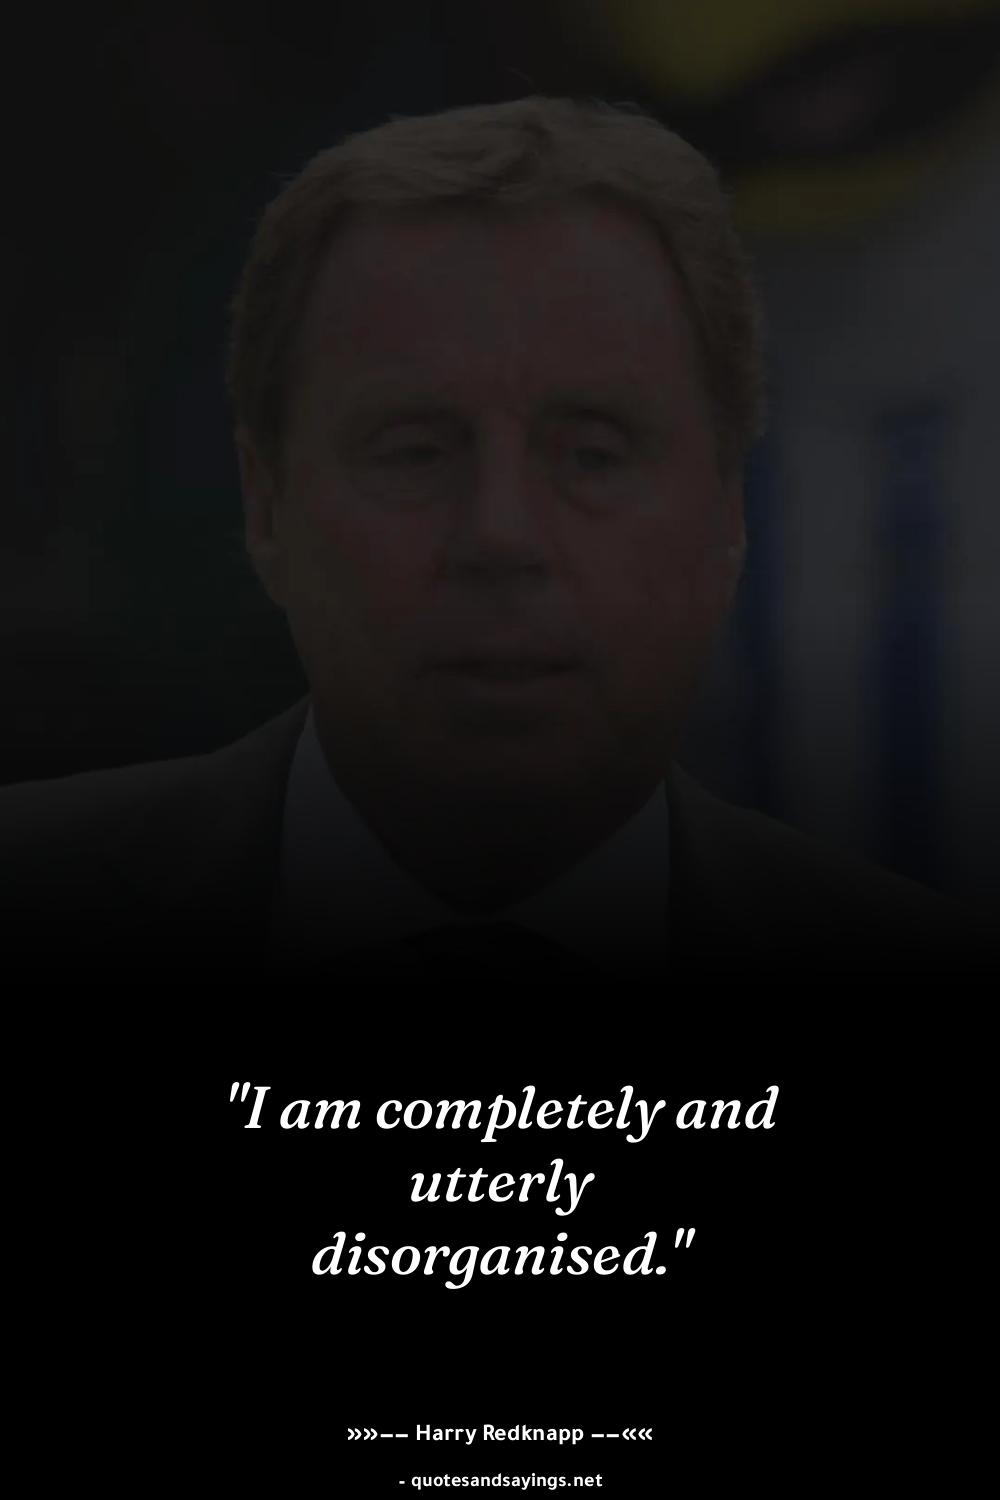 "I am completely and
utterly
disorganised."
»»−− Harry Redknapp −−««
- quotesandsayings.net